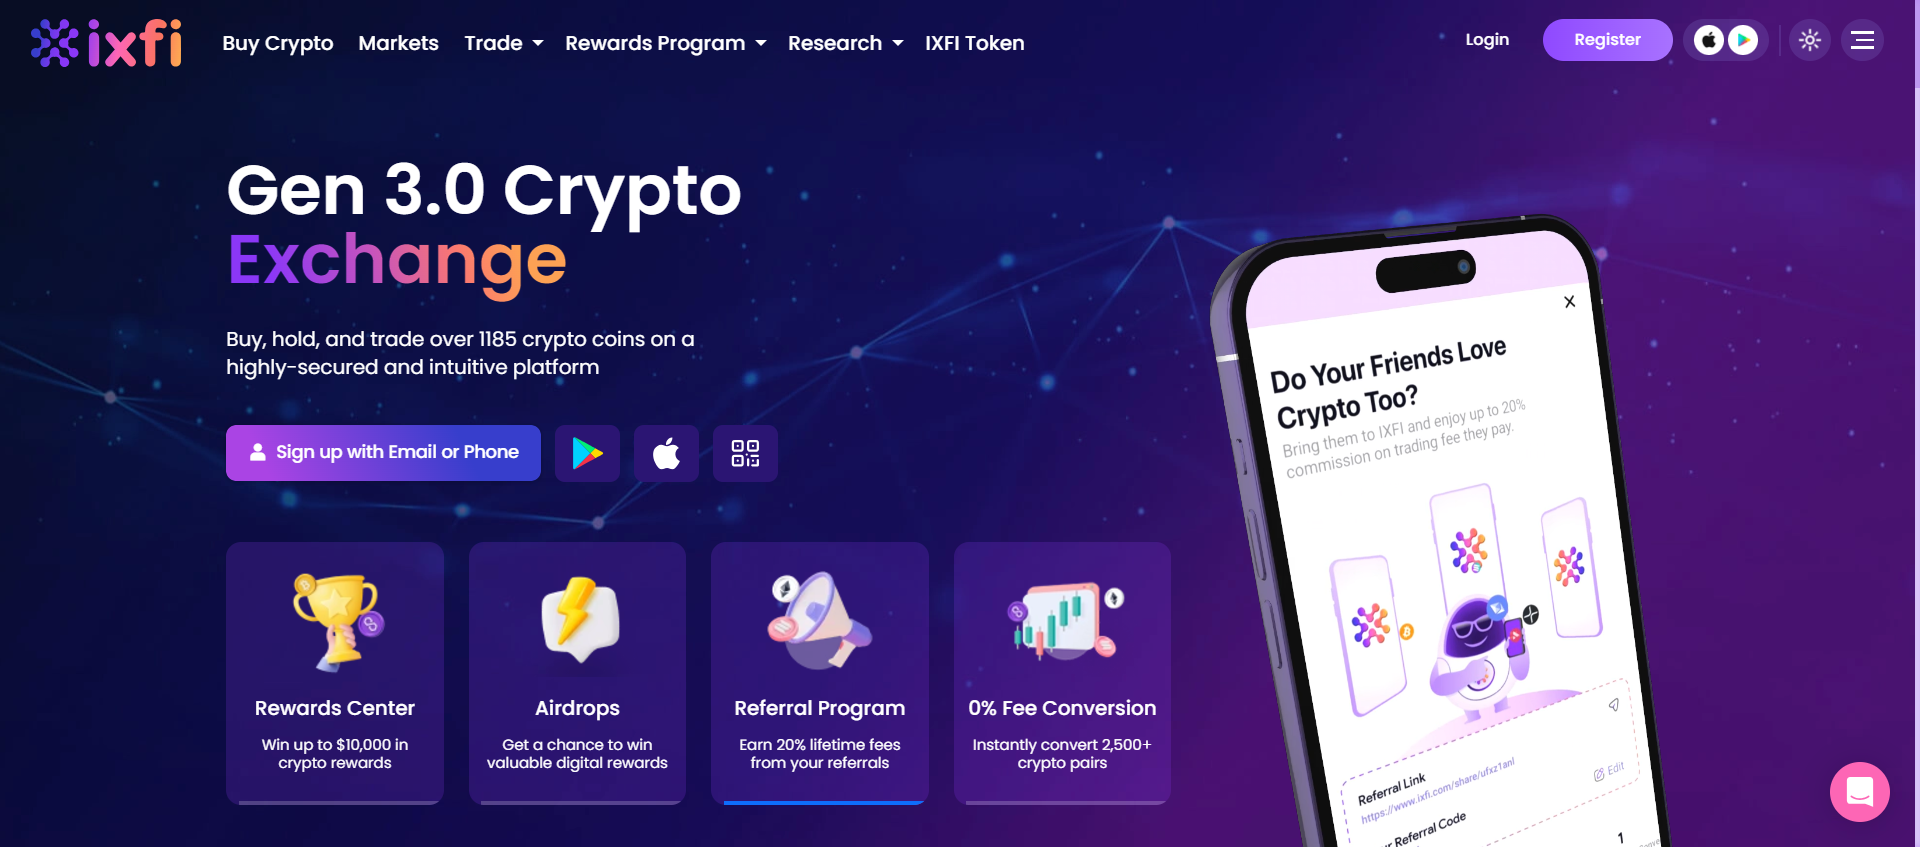 ixfi
Buy Crypto
Markets
Trade
Rewards Program
Research
IXFI Token
Login
Register
Gen 3.0 Crypto
Exchange
Buy, hold, and trade over 1185 crypto coins on a
highly-secured and intuitive platform
Sign up with Email or Phone
Rewards Center
Win up to $10,000 in
crypto rewards
Airdrops
Get a chance to win
valuable digital rewards
Referral Program
Earn 20% lifetime fees
from your referrals
0% Fee Conversion
Instantly convert 2,500+
crypto pairs
Do Your Friends Love
Crypto Too?
Bring them to IXFI and enjoy up to 20%
commission on trading fee they pay.
Referral Link
https://www.ixfi.com/share/ufxz1anl
Edit
Referral Code
1